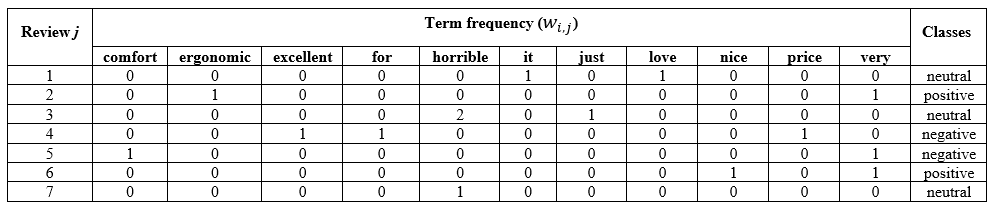 Review j Term frequency (w_{i,j}) Classes
comfort ergonomic excellent for horrible it just love nice price very
1 0 0 0 0 0 1 0 1 0 0 0 neutral
2 0 1 0 0 0 0 0 0 0 0 1 positive
3 0 0 0 0 2 0 1 0 0 0 0 neutral
4 0 0 1 1 0 0 0 0 0 1 0 negative
5 1 0 0 0 0 0 0 0 0 0 1 negative
6 0 0 0 0 0 0 0 0 1 0 1 positive
7 0 0 0 0 1 0 0 0 0 0 0 neutral